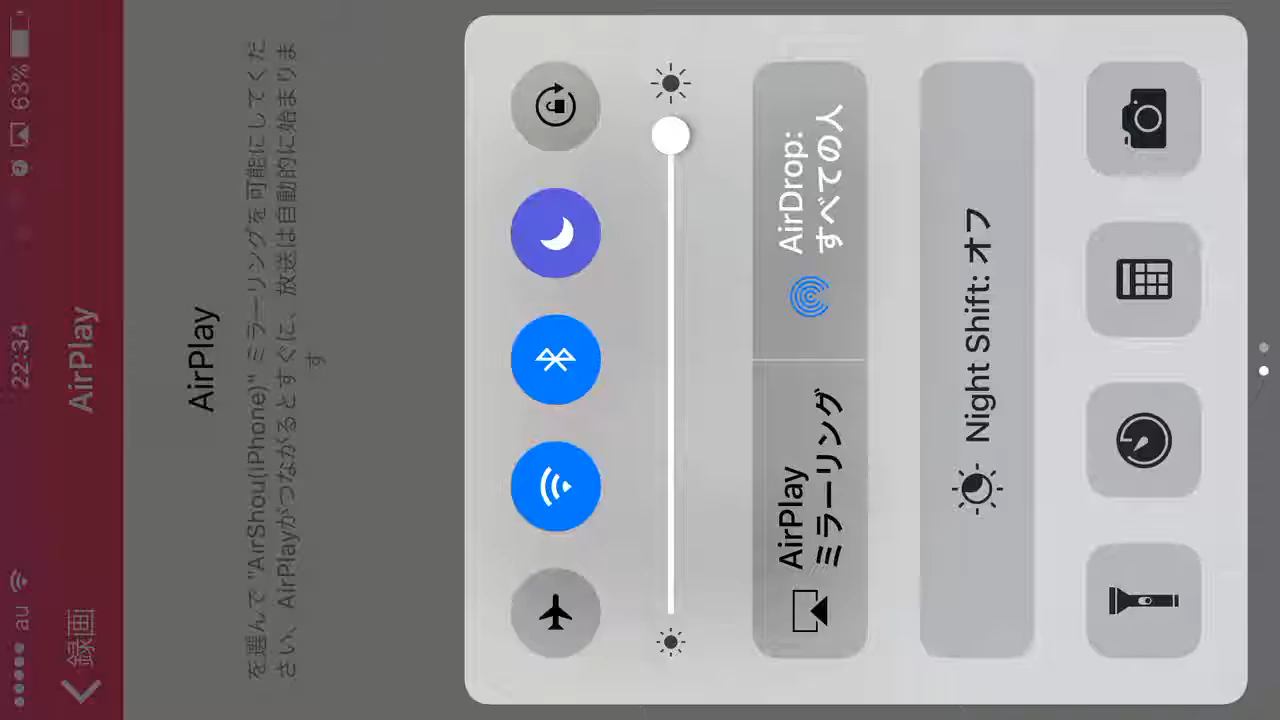 au 22:34 63%
録画 AirPlay
AirPlay
を選んで "AirShou(iPhone)" ミラーリングを可能にしてくだ
さい、AirPlayがつながるとすぐに、放送は自動的に始まりま
す
AirPlay
ミラーリング
AirDrop:
すべての人
Night Shift: オフ